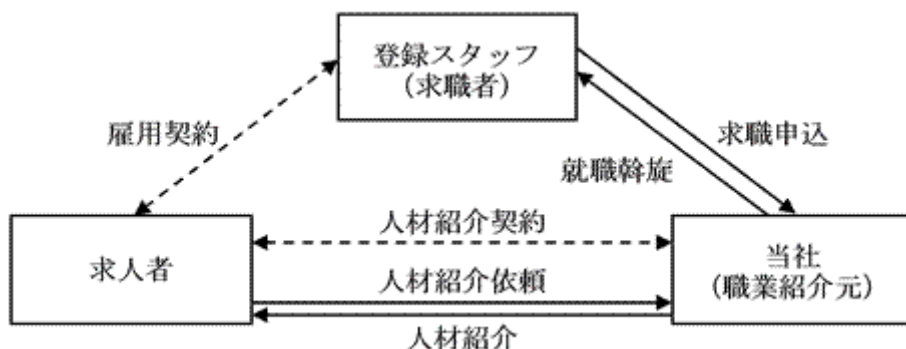 登録スタッフ
（求職者）
雇用契約
求職申込
就職斡旋
人材紹介契約
求人者
当社
（職業紹介元）
人材紹介依頼
人材紹介